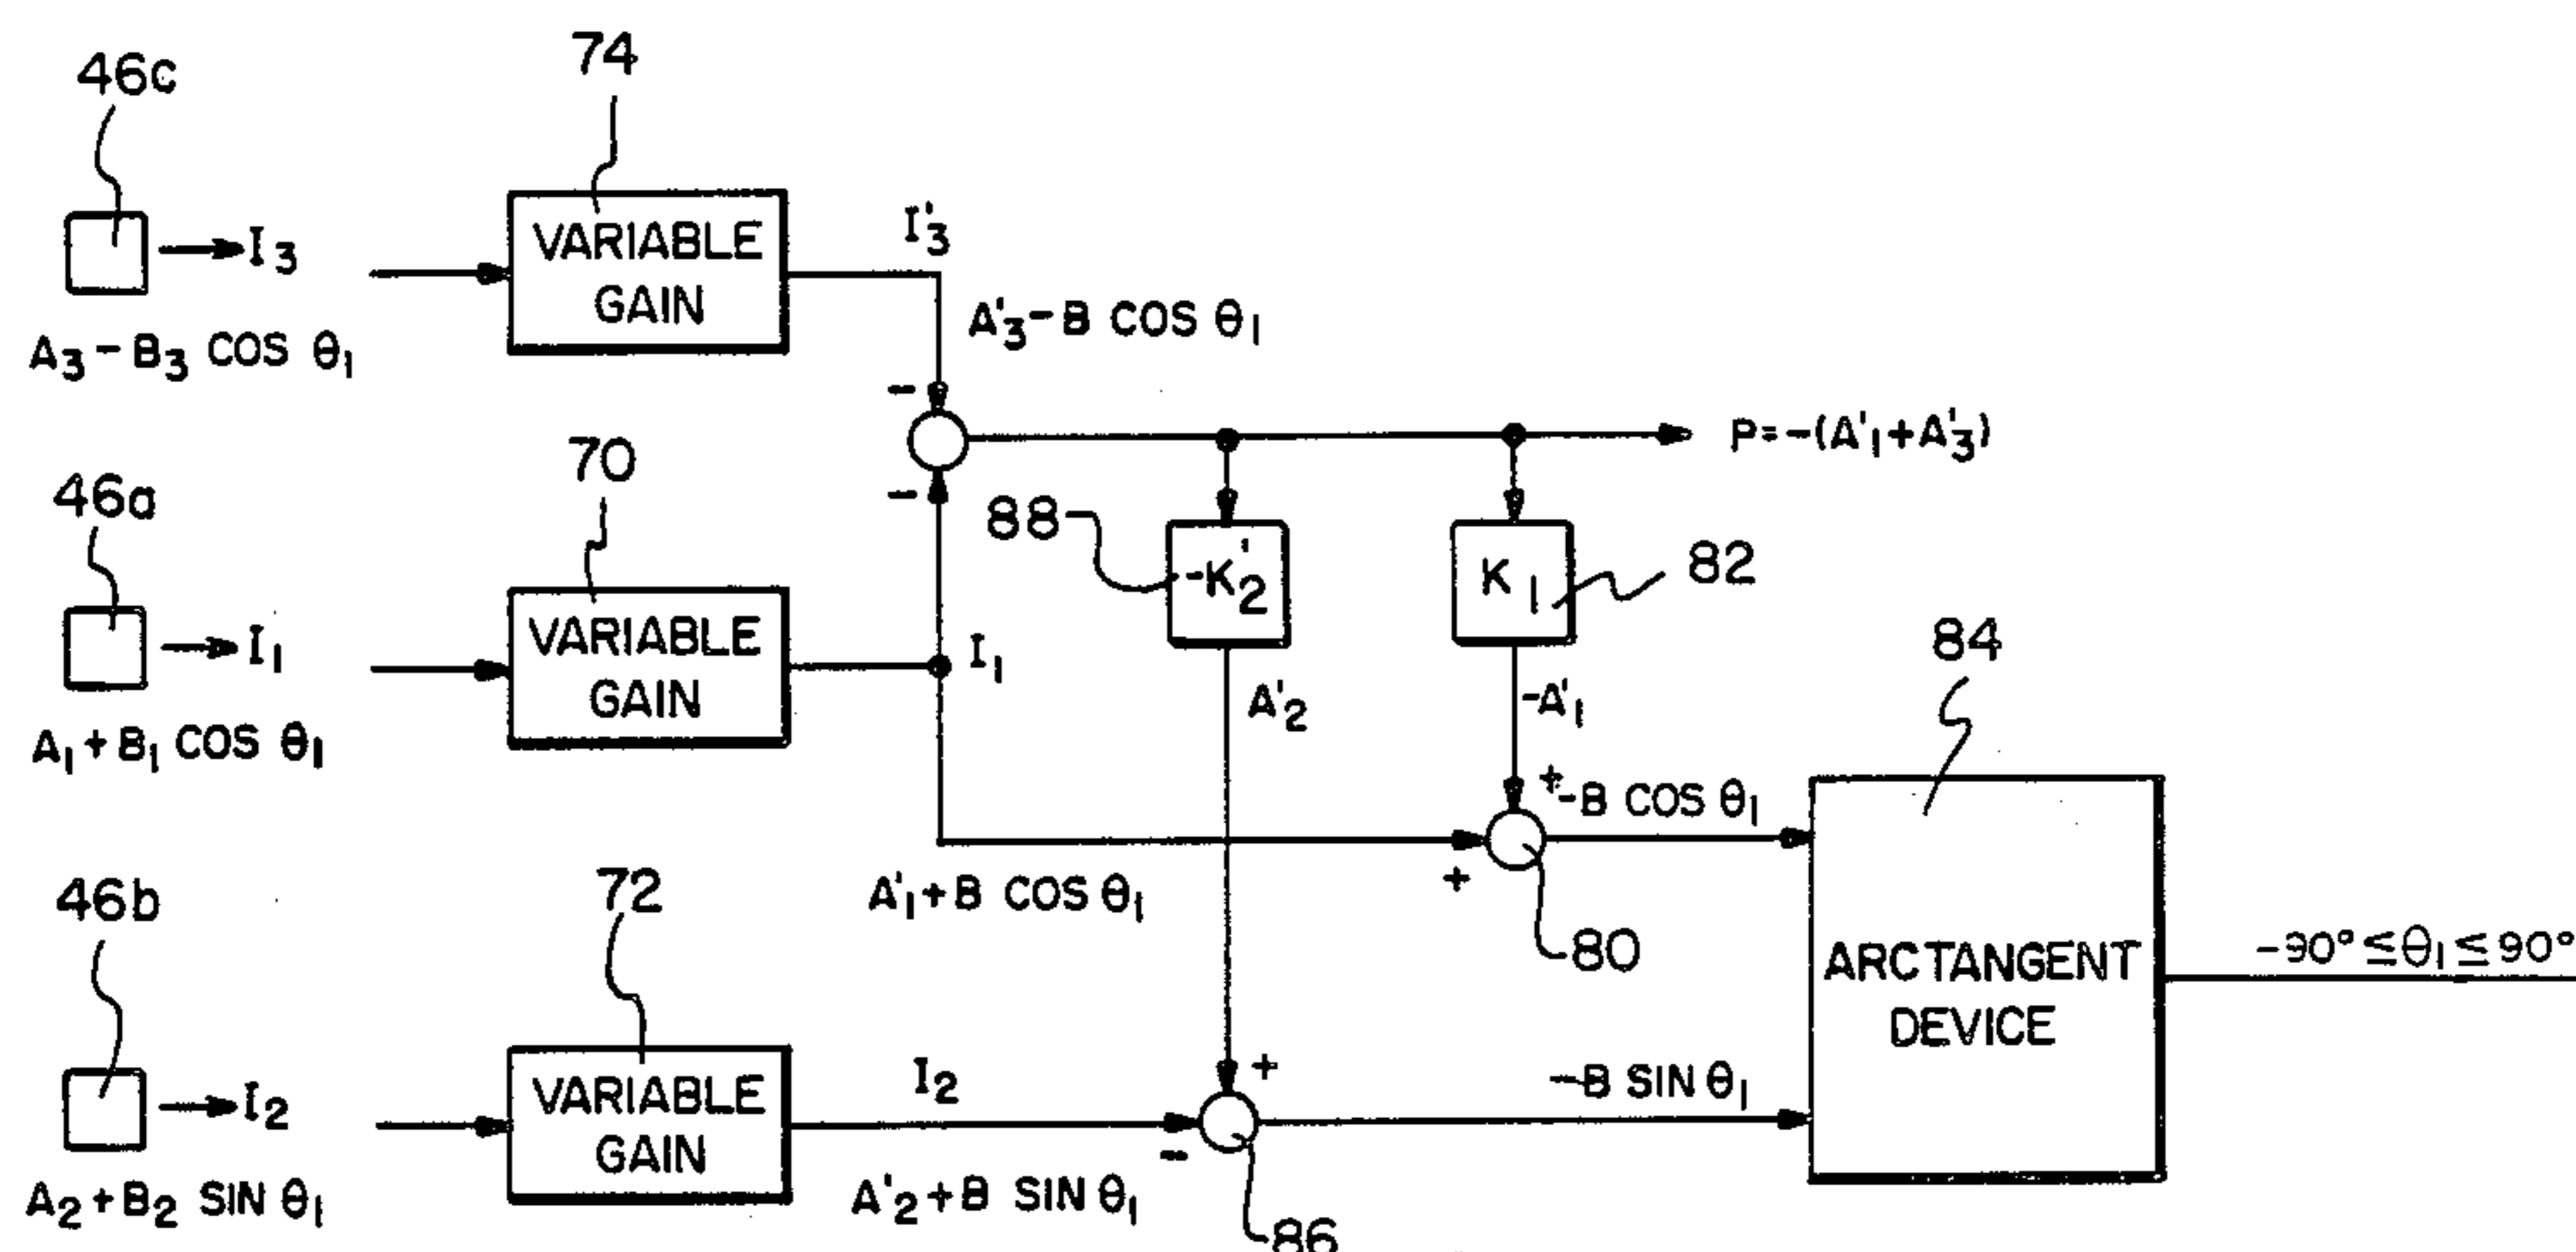 46c
74
I₃
VARIABLE
GAIN
I'₃
A₃ - B₃ COS θ₁
A'₃ - B COS θ₁
-
P = -(A'₁ + A'₃)
46a
70
-
88
-K'₂
K₁
82
I₁
VARIABLE
GAIN
I₁
A'₂
-A'₁
84
A₁ + B₁ COS θ₁
+
-B COS θ₁
+
A'₁ + B COS θ₁
80
46b
72
ARCTANGENT
DEVICE
-90° ≤ θ₁ ≤ 90°
I₂
VARIABLE
GAIN
I₂
+
-
-B SIN θ₁
A₂ + B₂ SIN θ₁
A'₂ + B SIN θ₁
86